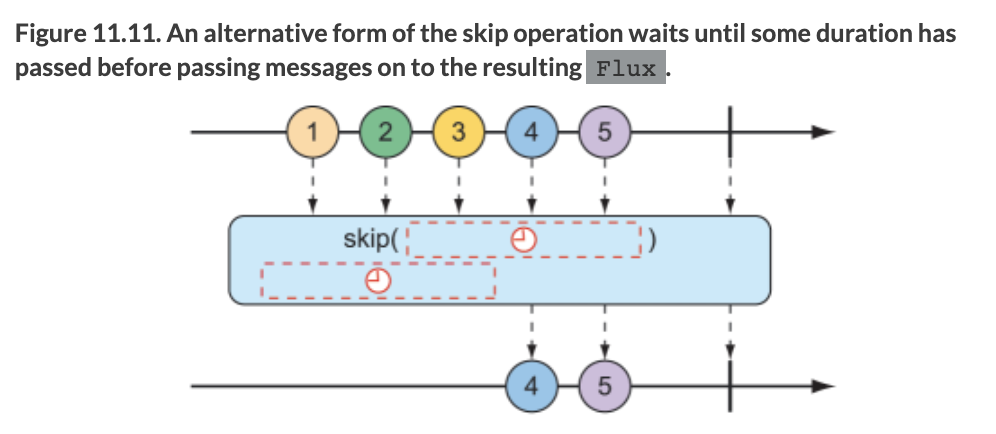 Figure 11.11. An alternative form of the skip operation waits until some duration has
passed before passing messages on to the resulting Flux .
1 2 3 4 5
skip( )
4 5